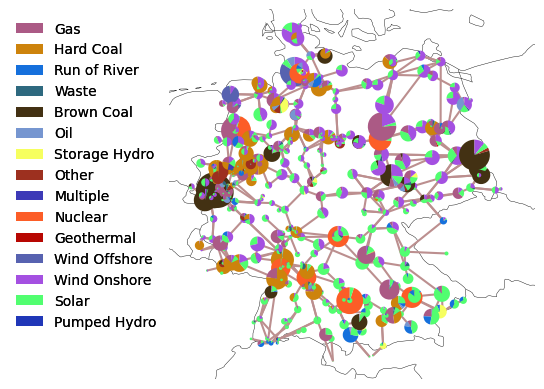 Gas
Hard Coal
Run of River
Waste
Brown Coal
Oil
Storage Hydro
Other
Multiple
Nuclear
Geothermal
Wind Offshore
Wind Onshore
Solar
Pumped Hydro